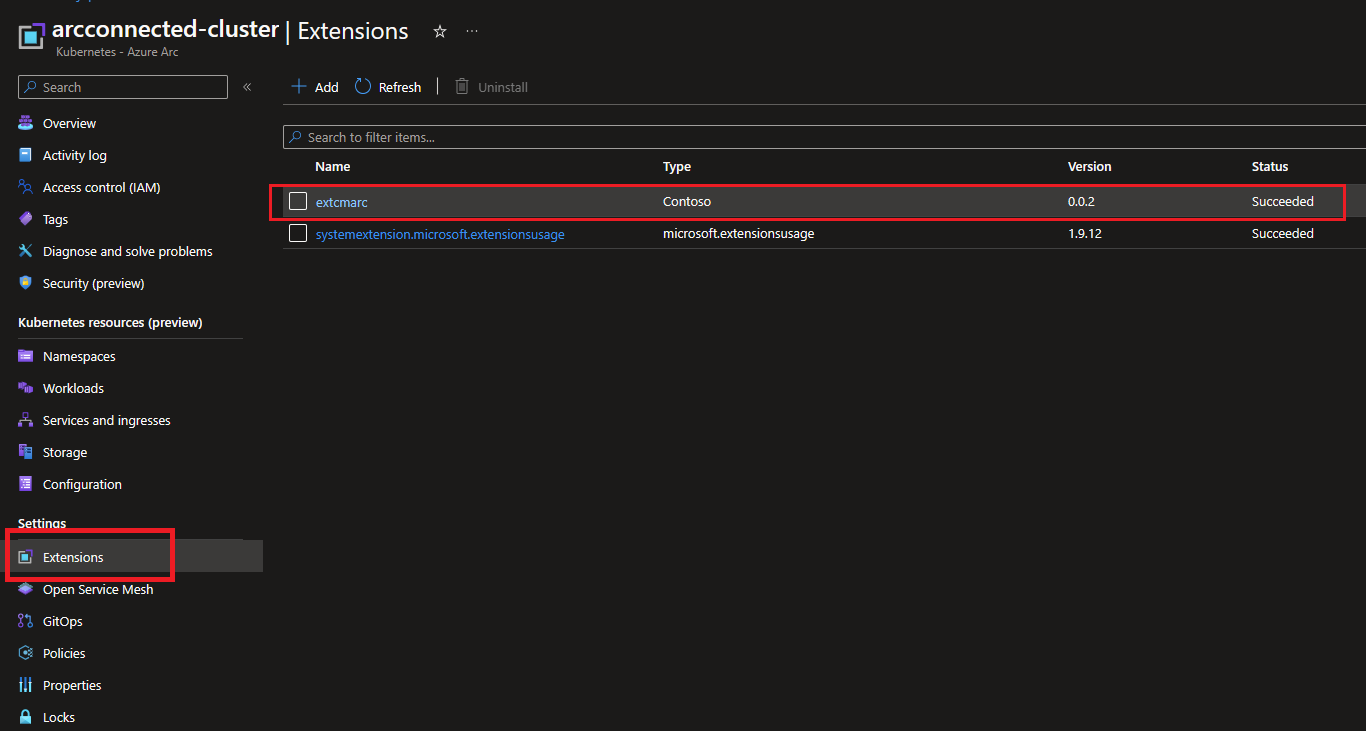 arcconnected-cluster | Extensions ☆ ...
Kubernetes - Azure Arc
Search «
Add Refresh | Uninstall
Search to filter items...
Name Type Version Status
extcmarc Contoso 0.0.2 Succeeded
systemextension.microsoft.extensionsusage microsoft.extensionsusage 1.9.12 Succeeded
Overview
Activity log
Access control (IAM)
Tags
Diagnose and solve problems
Security (preview)
Kubernetes resources (preview)
Namespaces
Workloads
Services and ingresses
Storage
Configuration
Settings
Extensions
Open Service Mesh
GitOps
Policies
Properties
Locks